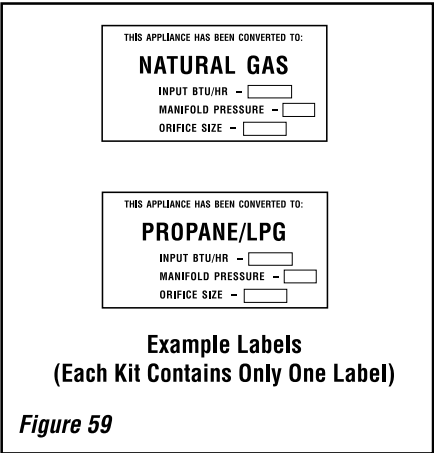 THIS APPLIANCE HAS BEEN CONVERTED TO:
NATURAL GAS
INPUT BTU/HR –
MANIFOLD PRESSURE –
ORIFICE SIZE –
THIS APPLIANCE HAS BEEN CONVERTED TO:
PROPANE/LPG
INPUT BTU/HR –
MANIFOLD PRESSURE –
ORIFICE SIZE –
Example Labels
(Each Kit Contains Only One Label)
Figure 59